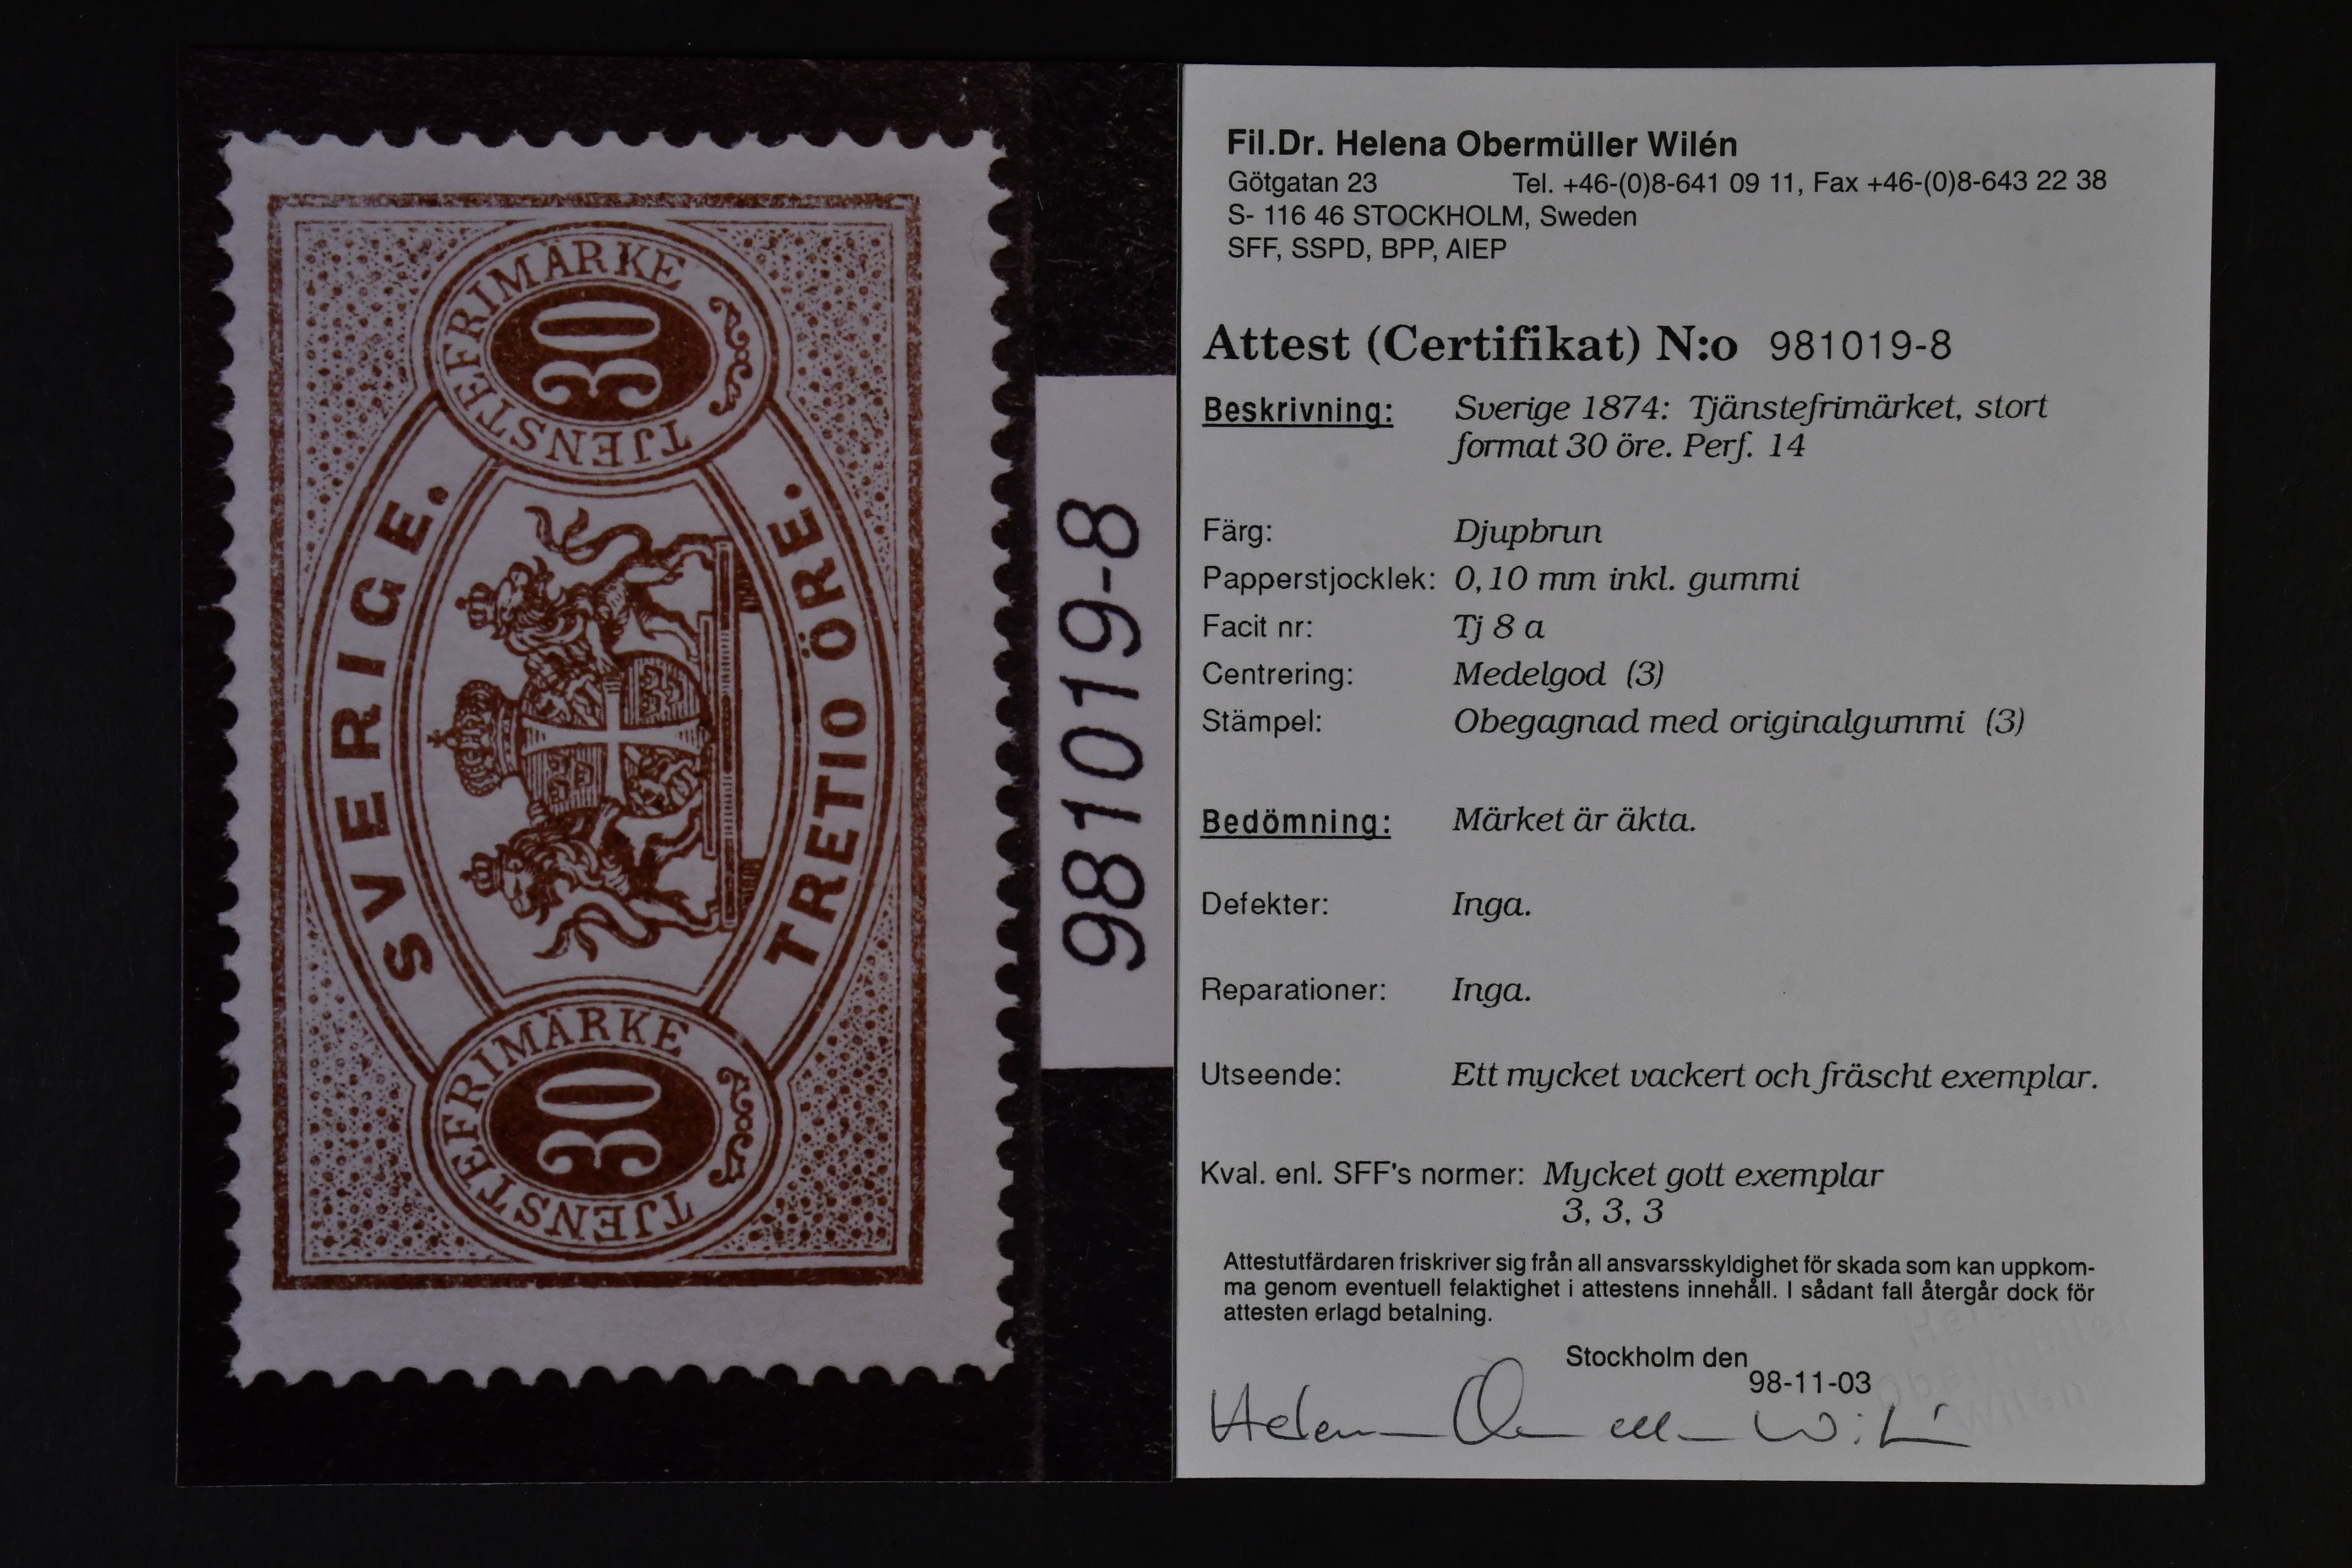 SVERIGE.
TJENSTEFRIMÄRKE
30
TJENSTEFRIMÄRKE
30
TRETIO ÖRE.
981019-8
Fil.Dr. Helena Obermüller Wilén
Götgatan 23 Tel. +46-(0)8-641 09 11, Fax +46-(0)8-643 22 38
S- 116 46 STOCKHOLM, Sweden
SFF, SSPD, BPP, AIEP
Attest (Certifikat) N:o 981019-8
Beskrivning: Sverige 1874: Tjänstefrimärket, stort
format 30 öre. Perf. 14
Färg: Djupbrun
Papperstjocklek: 0,10 mm inkl. gummi
Facit nr: Tj 8 a
Centrering: Medelgod (3)
Stämpel: Obegagnad med originalgummi (3)
Bedömning: Märket är äkta.
Defekter: Inga.
Reparationer: Inga.
Utseende: Ett mycket vackert och fräscht exemplar.
Kval. enl. SFF's normer: Mycket gott exemplar
3, 3, 3
Attestutfärdaren friskriver sig från all ansvarsskyldighet för skada som kan uppkom-
ma genom eventuell felaktighet i attestens innehåll. I sådant fall återgår dock för
attesten erlagd betalning.
Stockholm den
98-11-03
Helena Obermüller Wilén